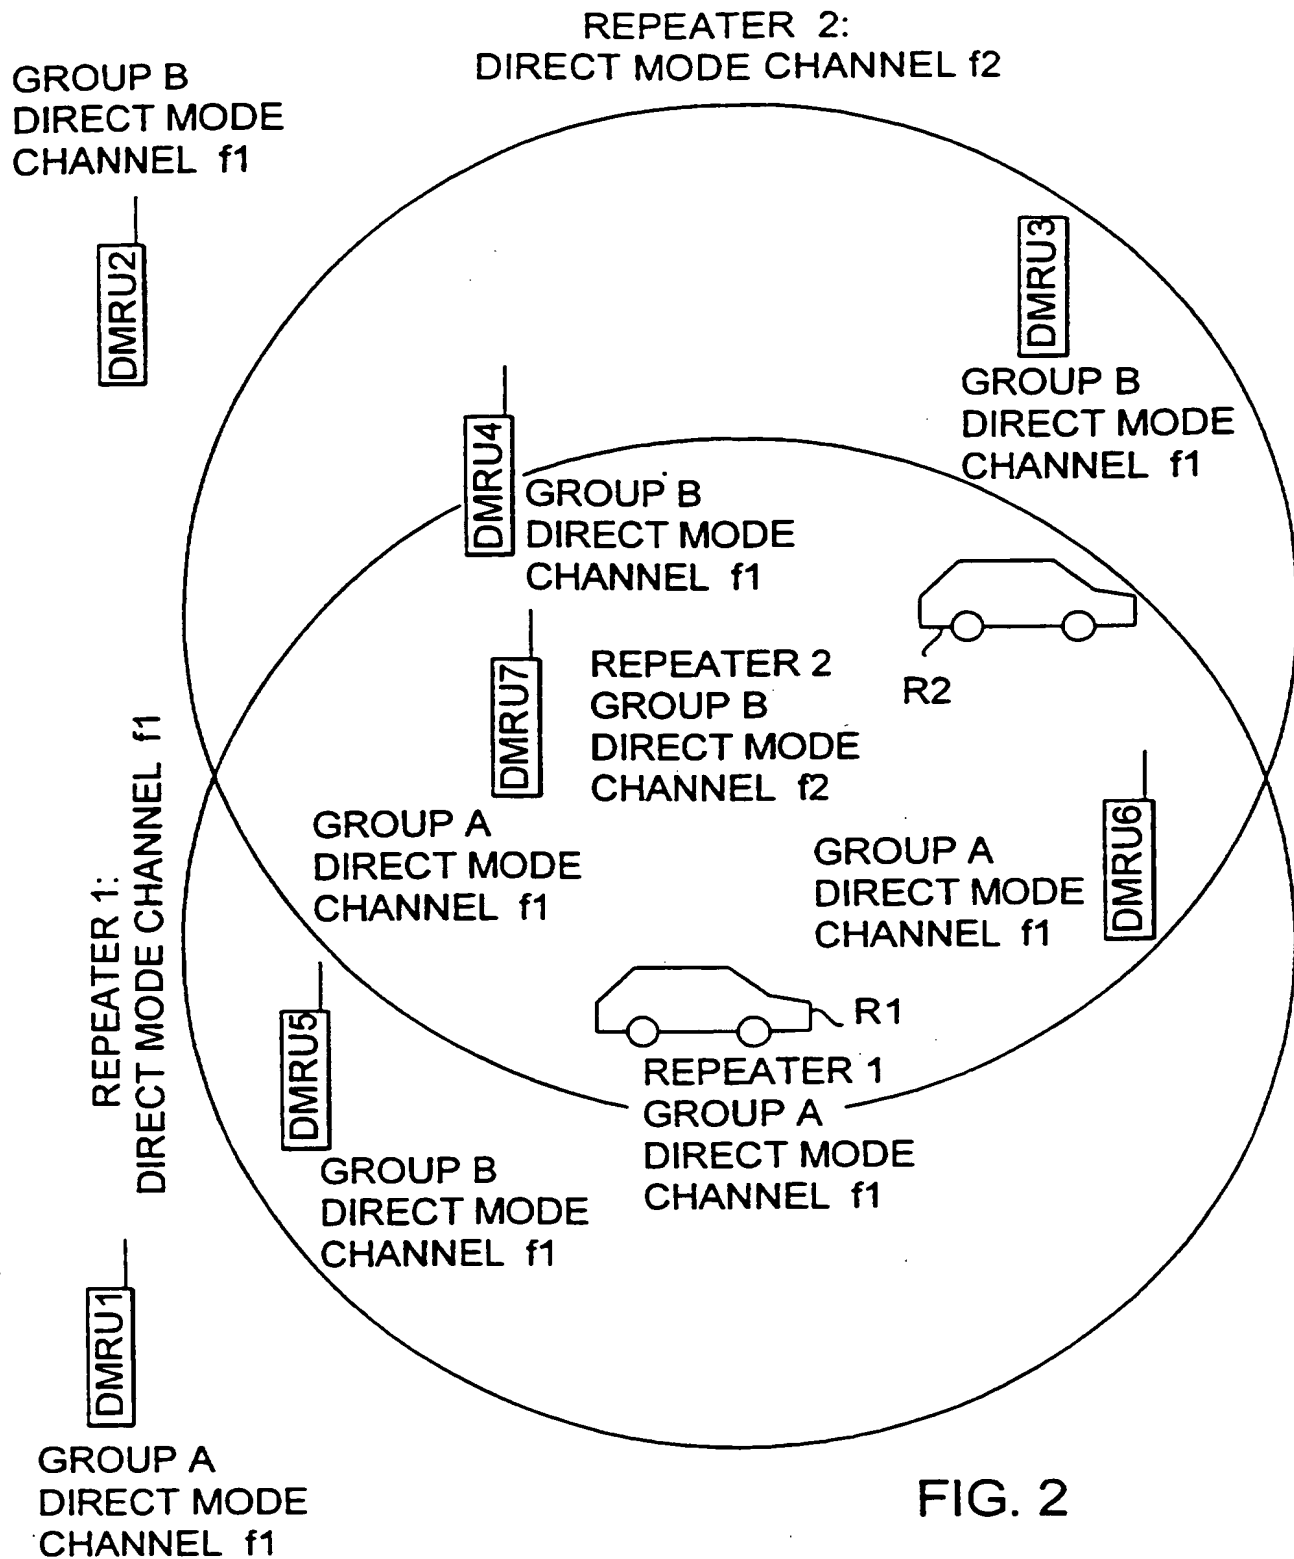 REPEATER 2:
DIRECT MODE CHANNEL f2
GROUP B
DIRECT MODE
CHANNEL f1
DMRU2
DMRU3
GROUP B
DIRECT MODE
CHANNEL f1
DMRU4
GROUP B
DIRECT MODE
CHANNEL f1
R2
DMRU7
REPEATER 2
GROUP B
DIRECT MODE
CHANNEL f2
GROUP A
DIRECT MODE
CHANNEL f1
DMRU6
GROUP A
DIRECT MODE
CHANNEL f1
REPEATER 1:
DIRECT MODE CHANNEL f1
R1
REPEATER 1
GROUP A
DIRECT MODE
CHANNEL f1
DMRU5
GROUP B
DIRECT MODE
CHANNEL f1
DMRU1
GROUP A
DIRECT MODE
CHANNEL f1
FIG. 2